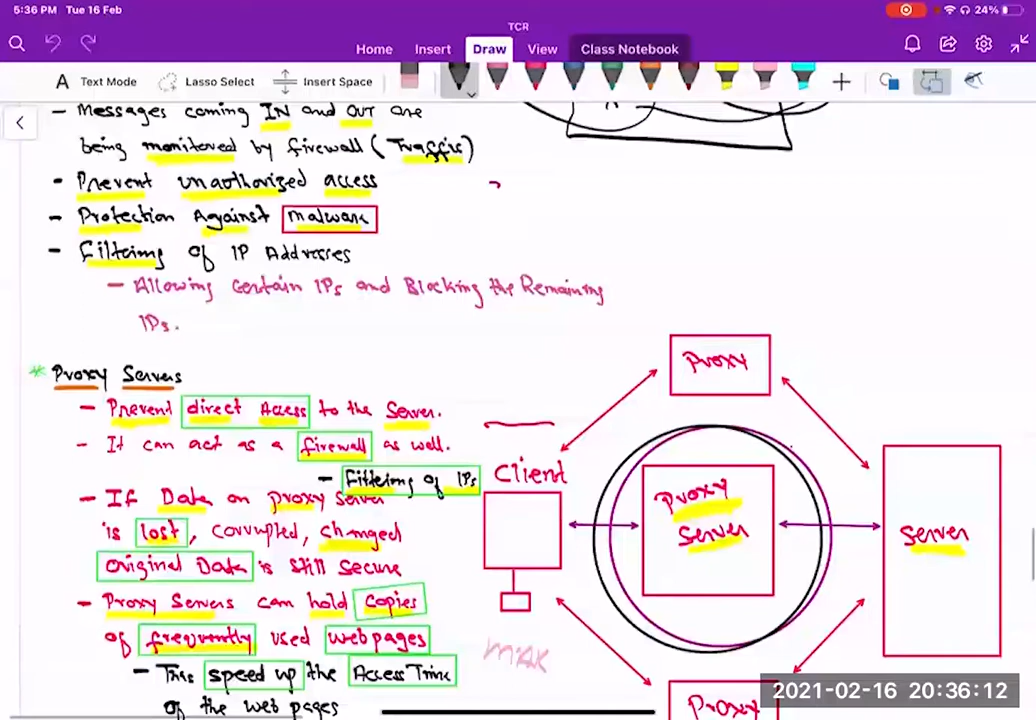 5:36 PM Tue 16 Feb
24%
TCR
Home Insert Draw View Class Notebook
A Text Mode Lasso Select Insert Space
- Messages coming IN and OUT are
being monitored by firewall (Traffic)
- Prevent unauthorized access
- Protection Against malware
- Filtering of IP Addresses
- Allowing Certain IPs and Blocking the Remaining
IPs.
* Proxy Servers
- Prevent direct Access to the Server.
- It can act as a firewall as well.
- Filtering of IPs
- If Data on proxy server
is lost, corrupted, changed
original Data is still secure
- Proxy Servers can hold copies
of frequently used webpages
- This speed up the Access Time
of the web pages
Proxy
Client
Proxy
Server
Server
Proxy
2021-02-16 20:36:12